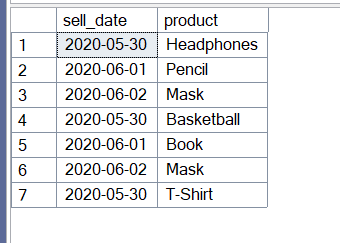 sell_date product
1 2020-05-30 Headphones
2 2020-06-01 Pencil
3 2020-06-02 Mask
4 2020-05-30 Basketball
5 2020-06-01 Book
6 2020-06-02 Mask
7 2020-05-30 T-Shirt